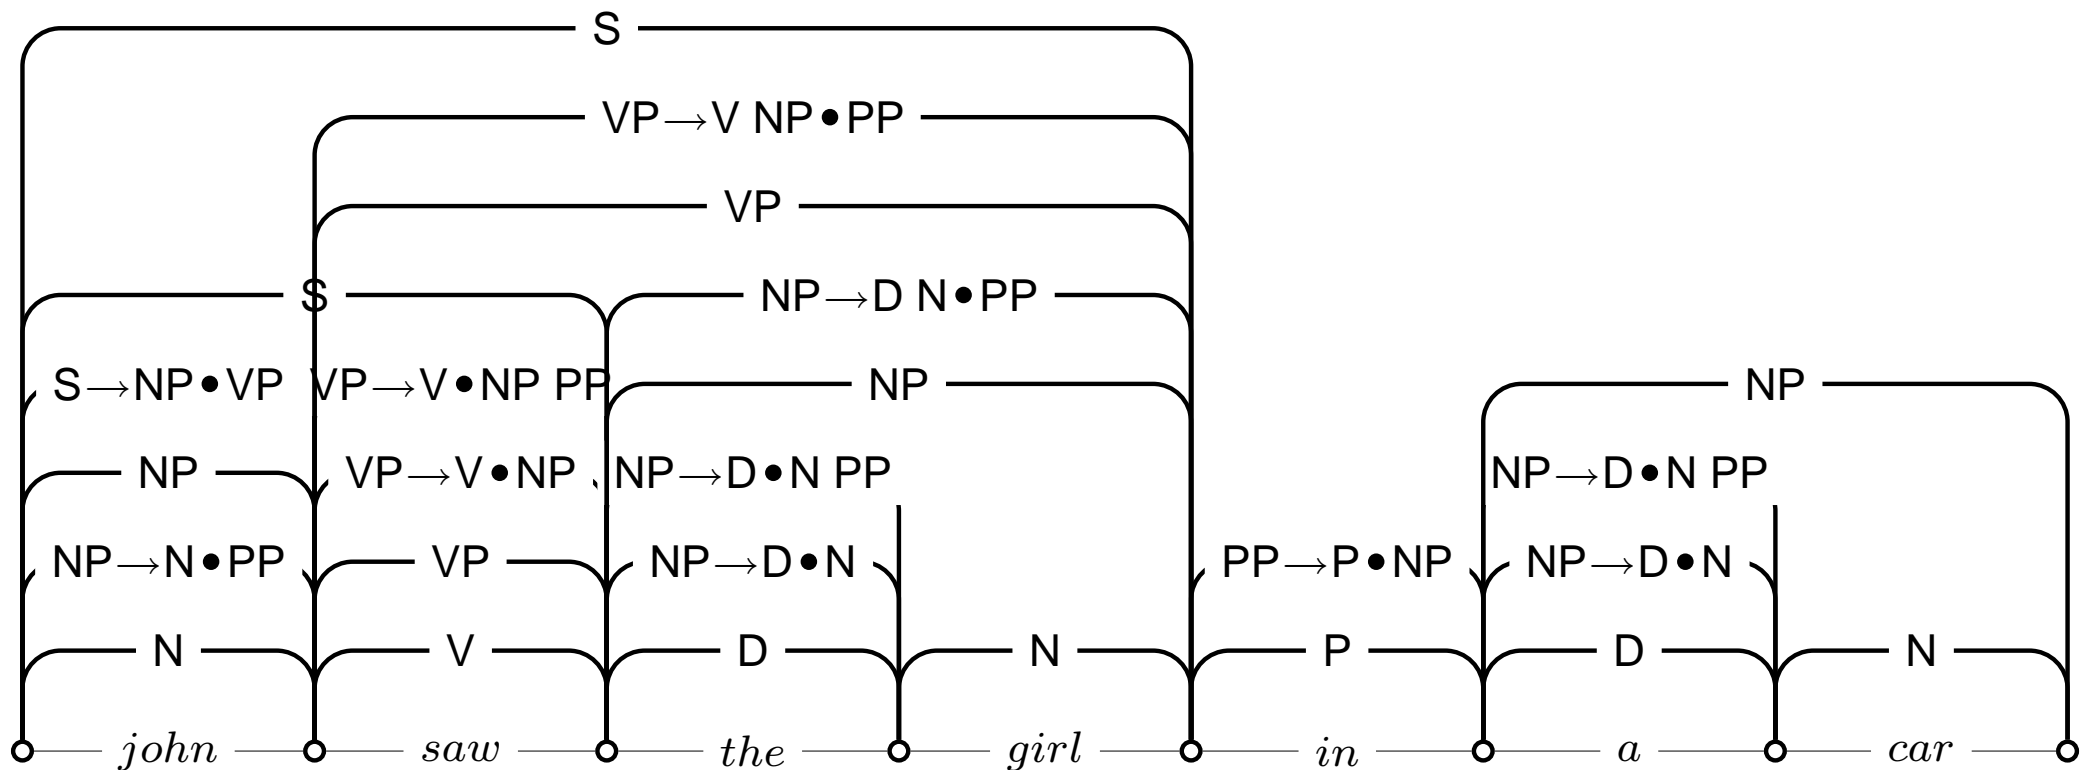 S
VP→V NP•PP
VP
S NP→D N•PP
S→NP•VP VP→V•NP PP NP NP
NP VP→V•NP NP→D•N PP NP→D•N PP
NP→N•PP VP NP→D•N PP→P•NP NP→D•N
N V D N P D N
john saw the girl in a car